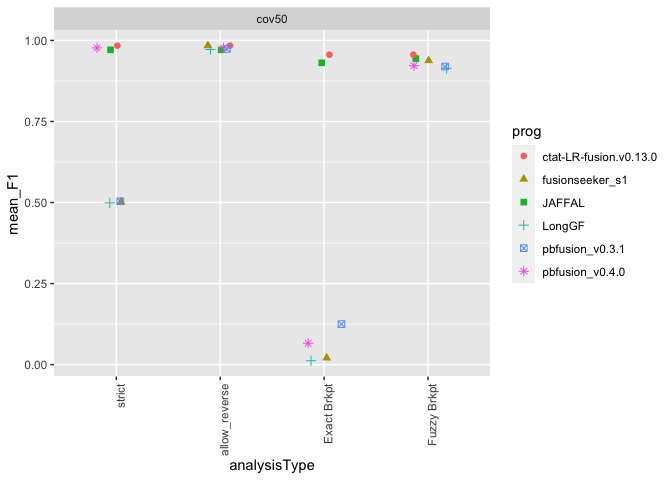 cov50
mean_F1
1.00
0.75
0.50
0.25
0.00
strict
allow_reverse
Exact Brkpt
Fuzzy Brkpt
analysisType
prog
ctat-LR-fusion.v0.13.0
fusionseeker_s1
JAFFAL
LongGF
pbfusion_v0.3.1
pbfusion_v0.4.0